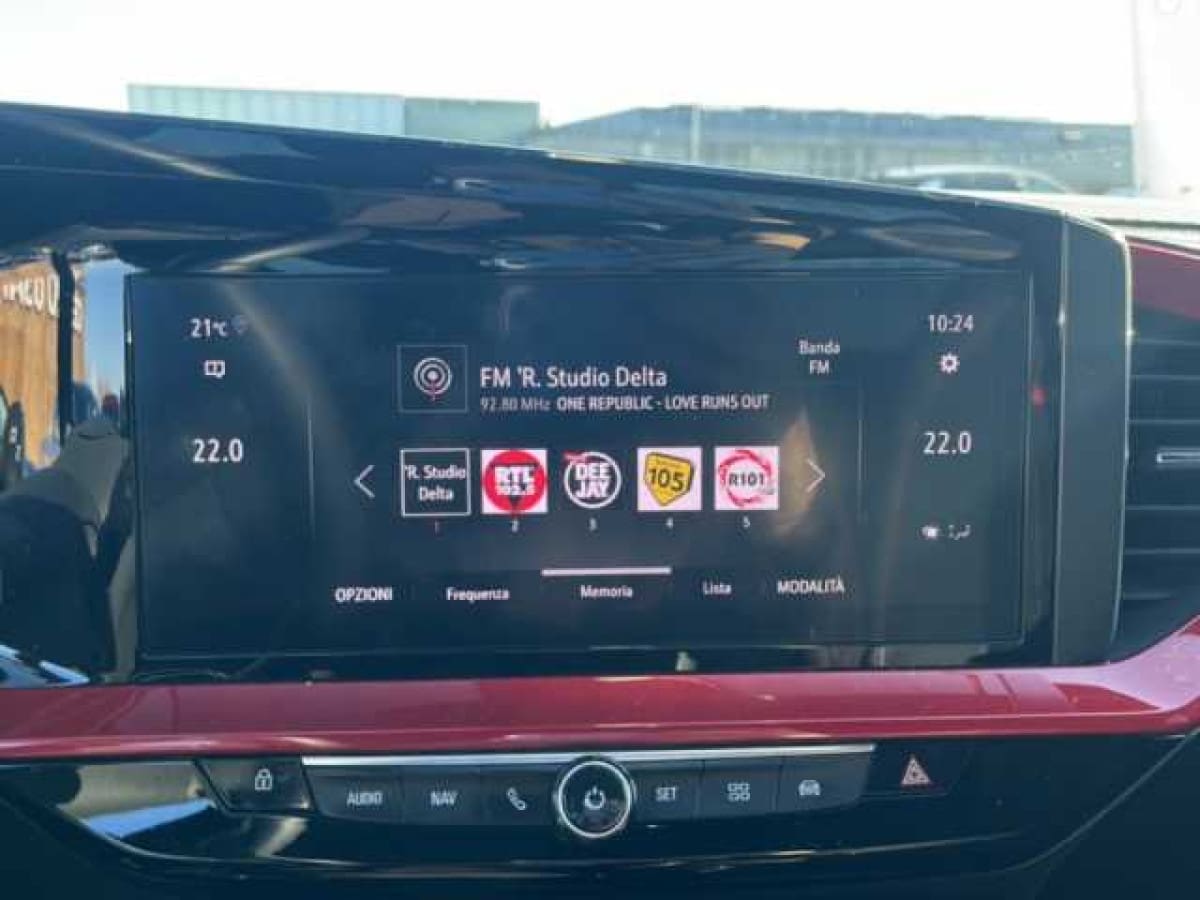 21°C
10:24
Banda
FM
FM 'R. Studio Delta
92.80 MHz ONE REPUBLIC - LOVE RUNS OUT
22.0
22.0
'R. Studio
Delta
RTL
102.5
DEE
JAY
105
R101
1
2
3
4
5
OPZIONI
Frequenza
Memoria
Lista
MODALITÀ
AUDIO
NAV
SET